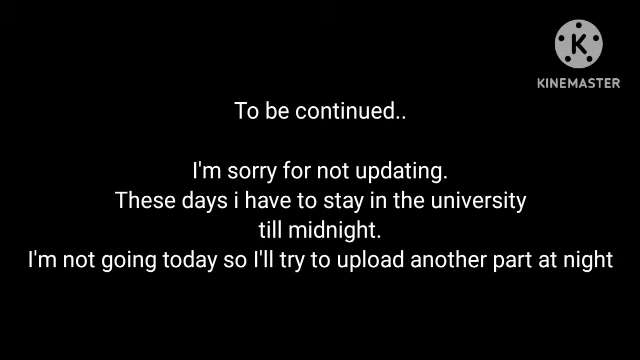 KINEMASTER
To be continued..
I'm sorry for not updating.
These days i have to stay in the university
till midnight.
I'm not going today so I'll try to upload another part at night